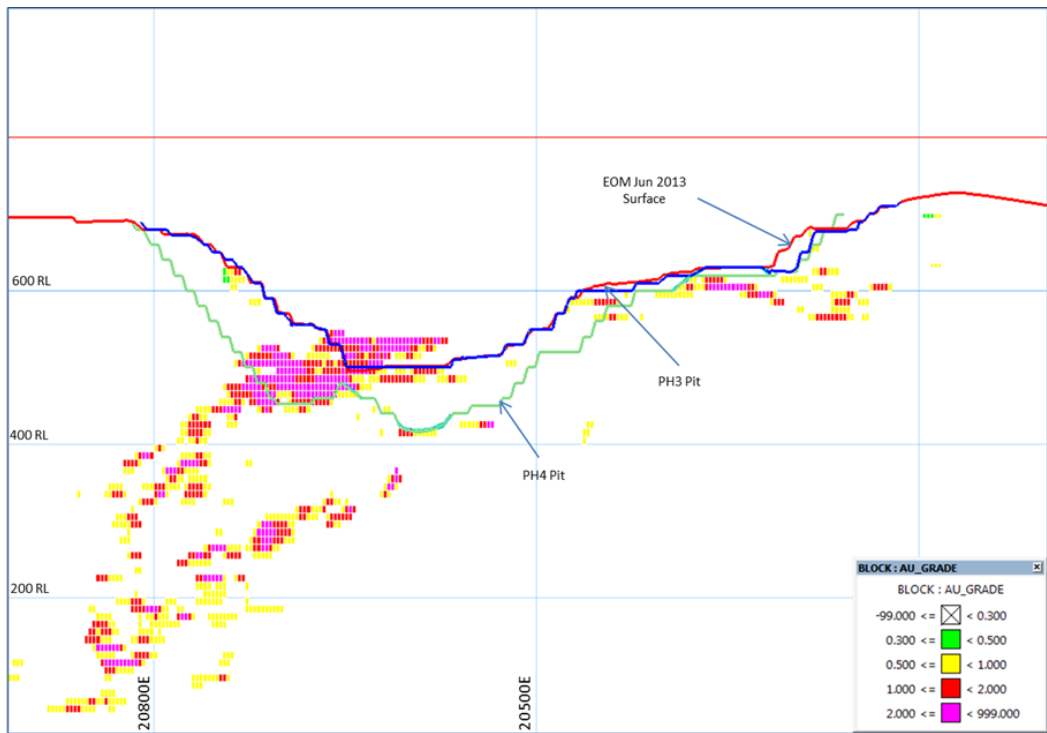 EOM Jun 2013
Surface
600 RL
PH3 Pit
400 RL
PH4 Pit
200 RL
20800E
20500E
BLOCK : AU_GRADE
BLOCK : AU_GRADE
-99.000 <= < 0.300
0.300 <= < 0.500
0.500 <= < 1.000
1.000 <= < 2.000
2.000 <= < 999.000